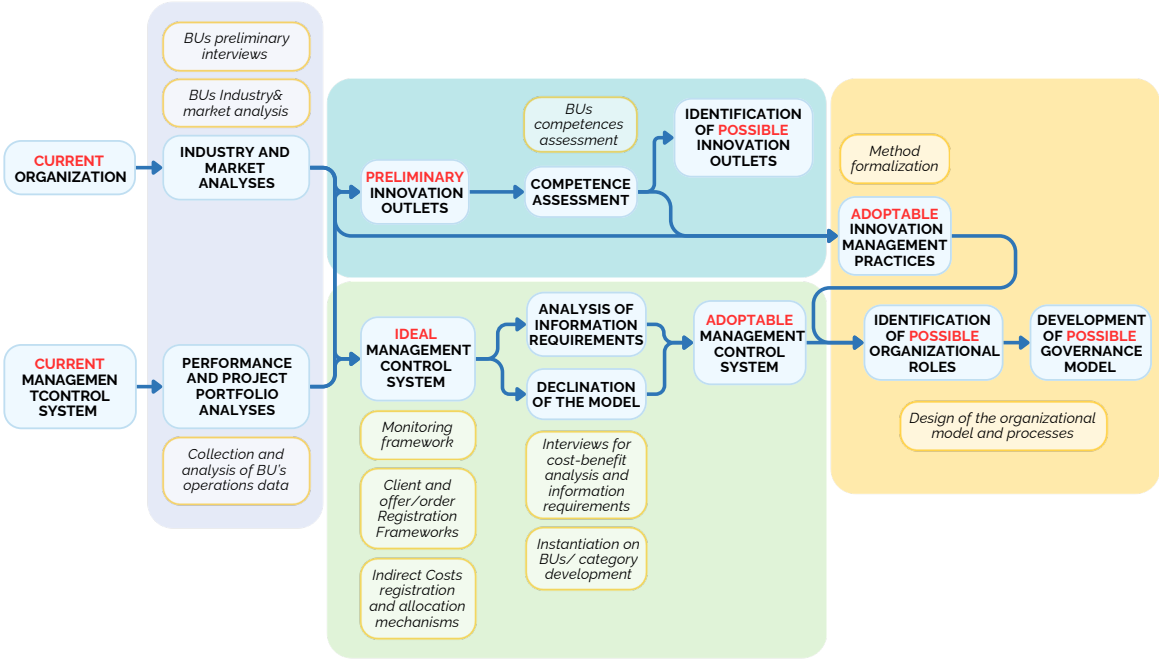 BUs preliminary
interviews
BUs Industry&
market analysis
CURRENT
ORGANIZATION
INDUSTRY AND
MARKET
ANALYSES
CURRENT
MANAGEMEN
TCONTROL
SYSTEM
PERFORMANCE
AND PROJECT
PORTFOLIO
ANALYSES
Collection and
analysis of BU's
operations data
PRELIMINARY
INNOVATION
OUTLETS
BUs
competences
assessment
COMPETENCE
ASSESSMENT
IDENTIFICATION
OF POSSIBLE
INNOVATION
OUTLETS
IDEAL
MANAGEMENT
CONTROL
SYSTEM
Monitoring
framework
Client and
offer/order
Registration
Frameworks
Indirect Costs
registration
and allocation
mechanisms
ANALYSIS OF
INFORMATION
REQUIREMENTS
DECLINATION
OF THE MODEL
Interviews for
cost-benefit
analysis and
information
requirements
Instantiation on
BUs/ category
development
ADOPTABLE
MANAGEMENT
CONTROL
SYSTEM
Method
formalization
ADOPTABLE
INNOVATION
MANAGEMENT
PRACTICES
IDENTIFICATION
OF POSSIBLE
ORGANIZATIONAL
ROLES
DEVELOPMENT
OF POSSIBLE
GOVERNANCE
MODEL
Design of the organizational
model and processes